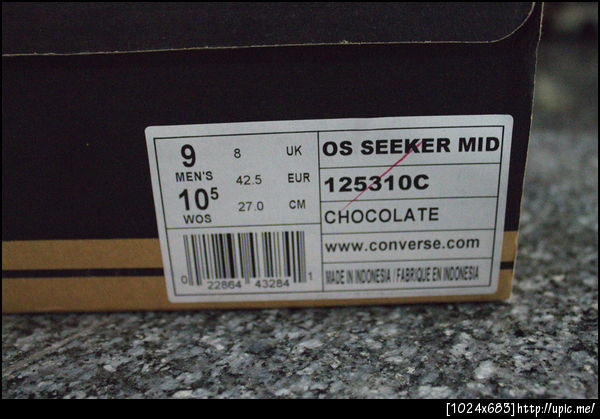 9 8 UK
MEN'S 42.5 EUR
10⁵ 27.0 CM
WOS
0 22864 43284 1
OS SEEKER MID
125310C
CHOCOLATE
www.converse.com
MADE IN INDONESIA / FABRIQUE EN INDONESIA
[1024x683]http://upic.me/